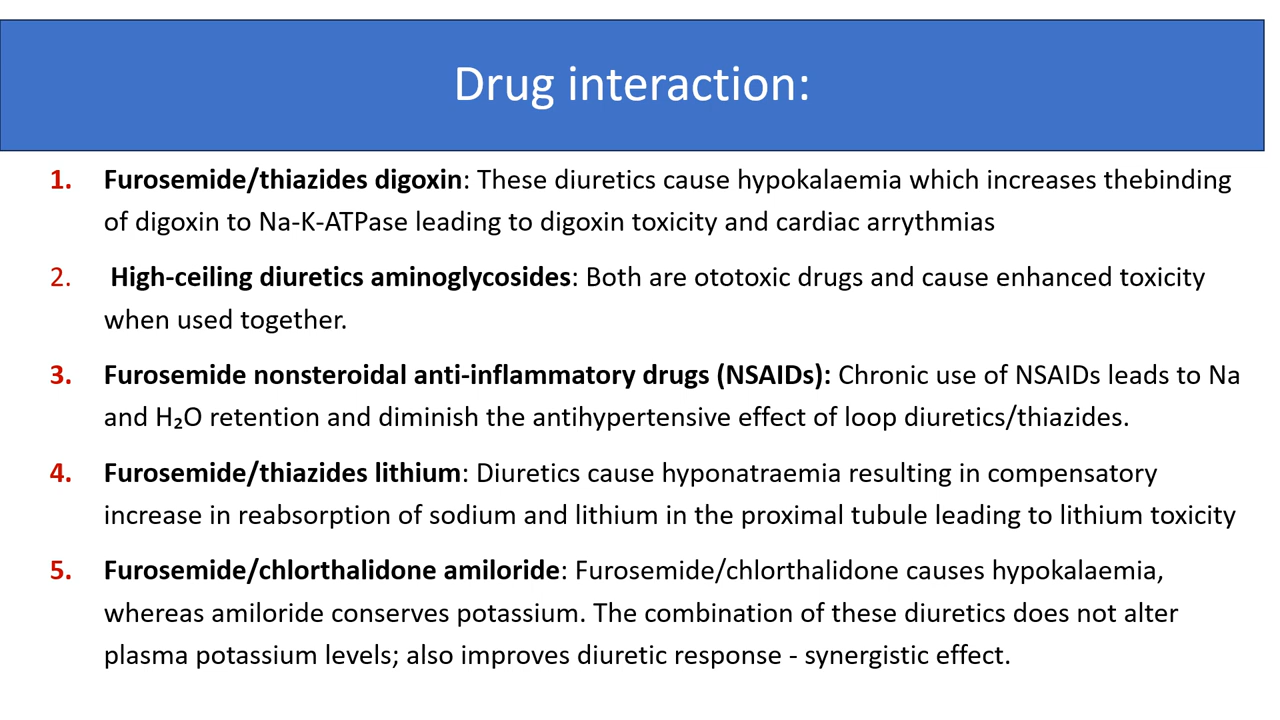 Drug interaction:
1. Furosemide/thiazides digoxin: These diuretics cause hypokalaemia which increases thebinding
of digoxin to Na-K-ATPase leading to digoxin toxicity and cardiac arrythmias
2. High-ceiling diuretics aminoglycosides: Both are ototoxic drugs and cause enhanced toxicity
when used together.
3. Furosemide nonsteroidal anti-inflammatory drugs (NSAIDs): Chronic use of NSAIDs leads to Na
and H₂O retention and diminish the antihypertensive effect of loop diuretics/thiazides.
4. Furosemide/thiazides lithium: Diuretics cause hyponatraemia resulting in compensatory
increase in reabsorption of sodium and lithium in the proximal tubule leading to lithium toxicity
5. Furosemide/chlorthalidone amiloride: Furosemide/chlorthalidone causes hypokalaemia,
whereas amiloride conserves potassium. The combination of these diuretics does not alter
plasma potassium levels; also improves diuretic response - synergistic effect.